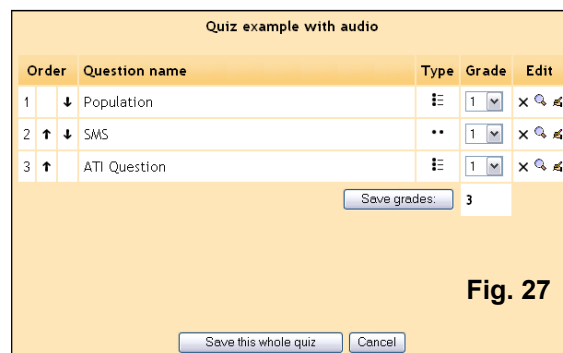 Quiz example with audio
Order Question name Type Grade Edit
1 Population 1
2 SMS 1
3 ATI Question 1
Save grades: 3
Fig. 27
Save this whole quiz Cancel